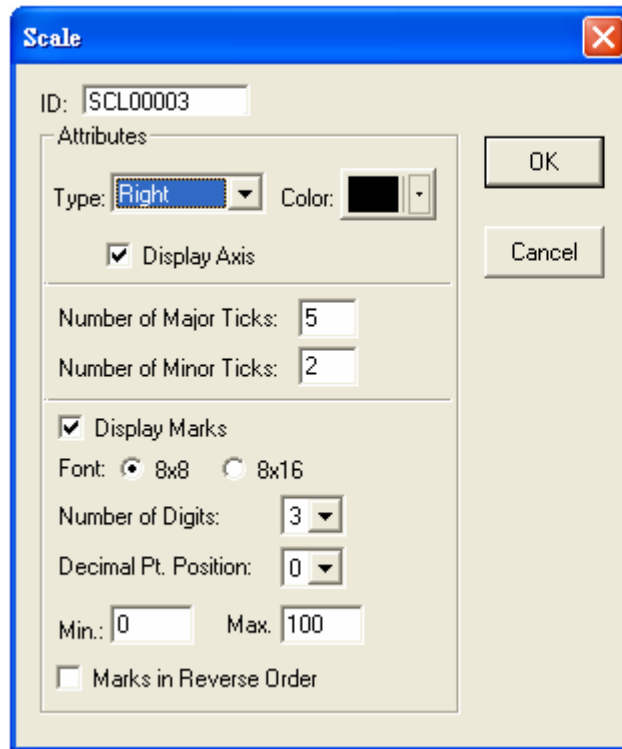 Scale
ID: SCL00003
Attributes
Type: Right Color:
Display Axis
OK
Cancel
Number of Major Ticks: 5
Number of Minor Ticks: 2
Display Marks
Font: 8x8 8x16
Number of Digits: 3
Decimal Pt. Position: 0
Min.: 0 Max. 100
Marks in Reverse Order